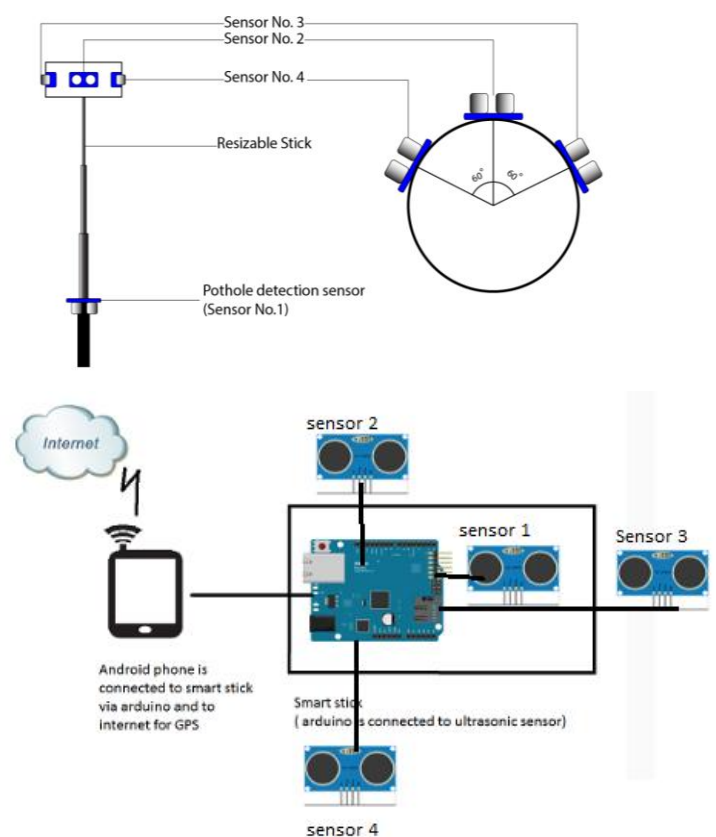 Sensor No. 3
Sensor No. 2
Sensor No. 4
Resizable Stick
60°
60°
Pothole detection sensor
(Sensor No.1)
Internet
sensor 2
sensor 1
Sensor 3
Android phone is
connected to smart stick
via arduino and to
internet for GPS
Smart stick
( arduino is connected to ultrasonic sensor)
sensor 4